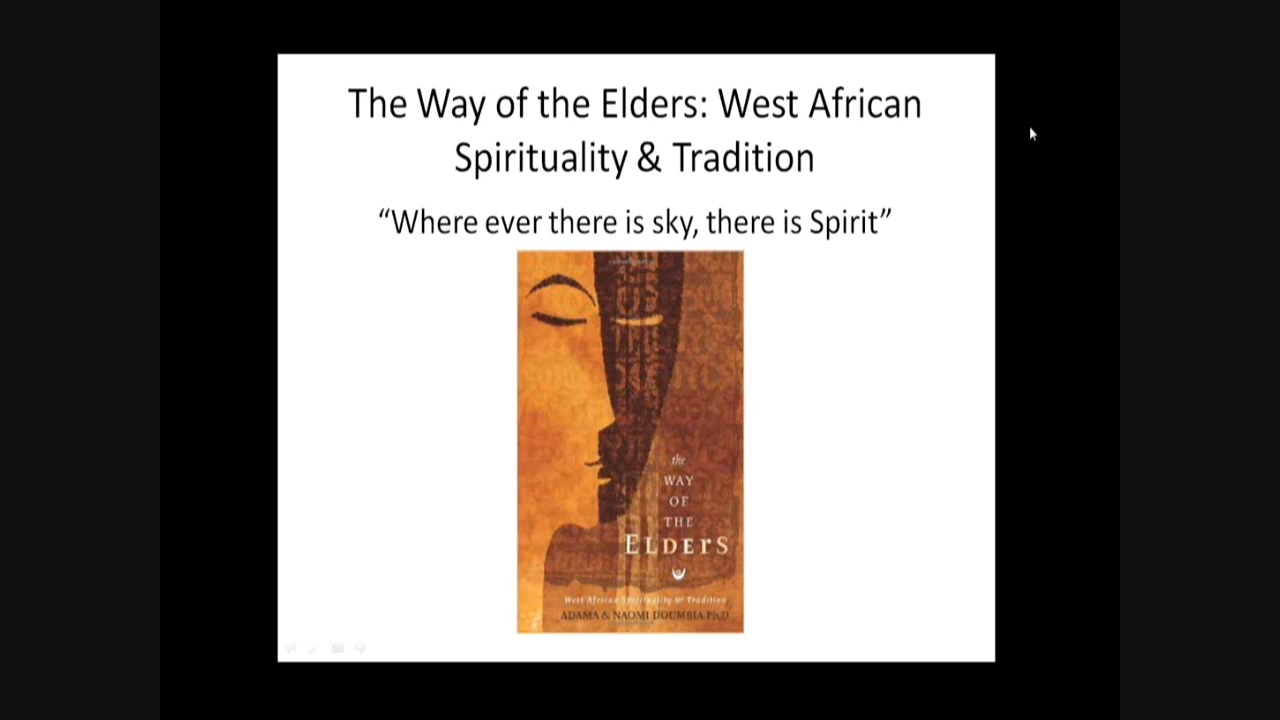 The Way of the Elders: West African
Spirituality & Tradition
“Where ever there is sky, there is Spirit”
the
WAY
OF
THE
ELDERS
West African Spirituality & Tradition
ADAMA & NAOMI DOUMBIA Ph.D.